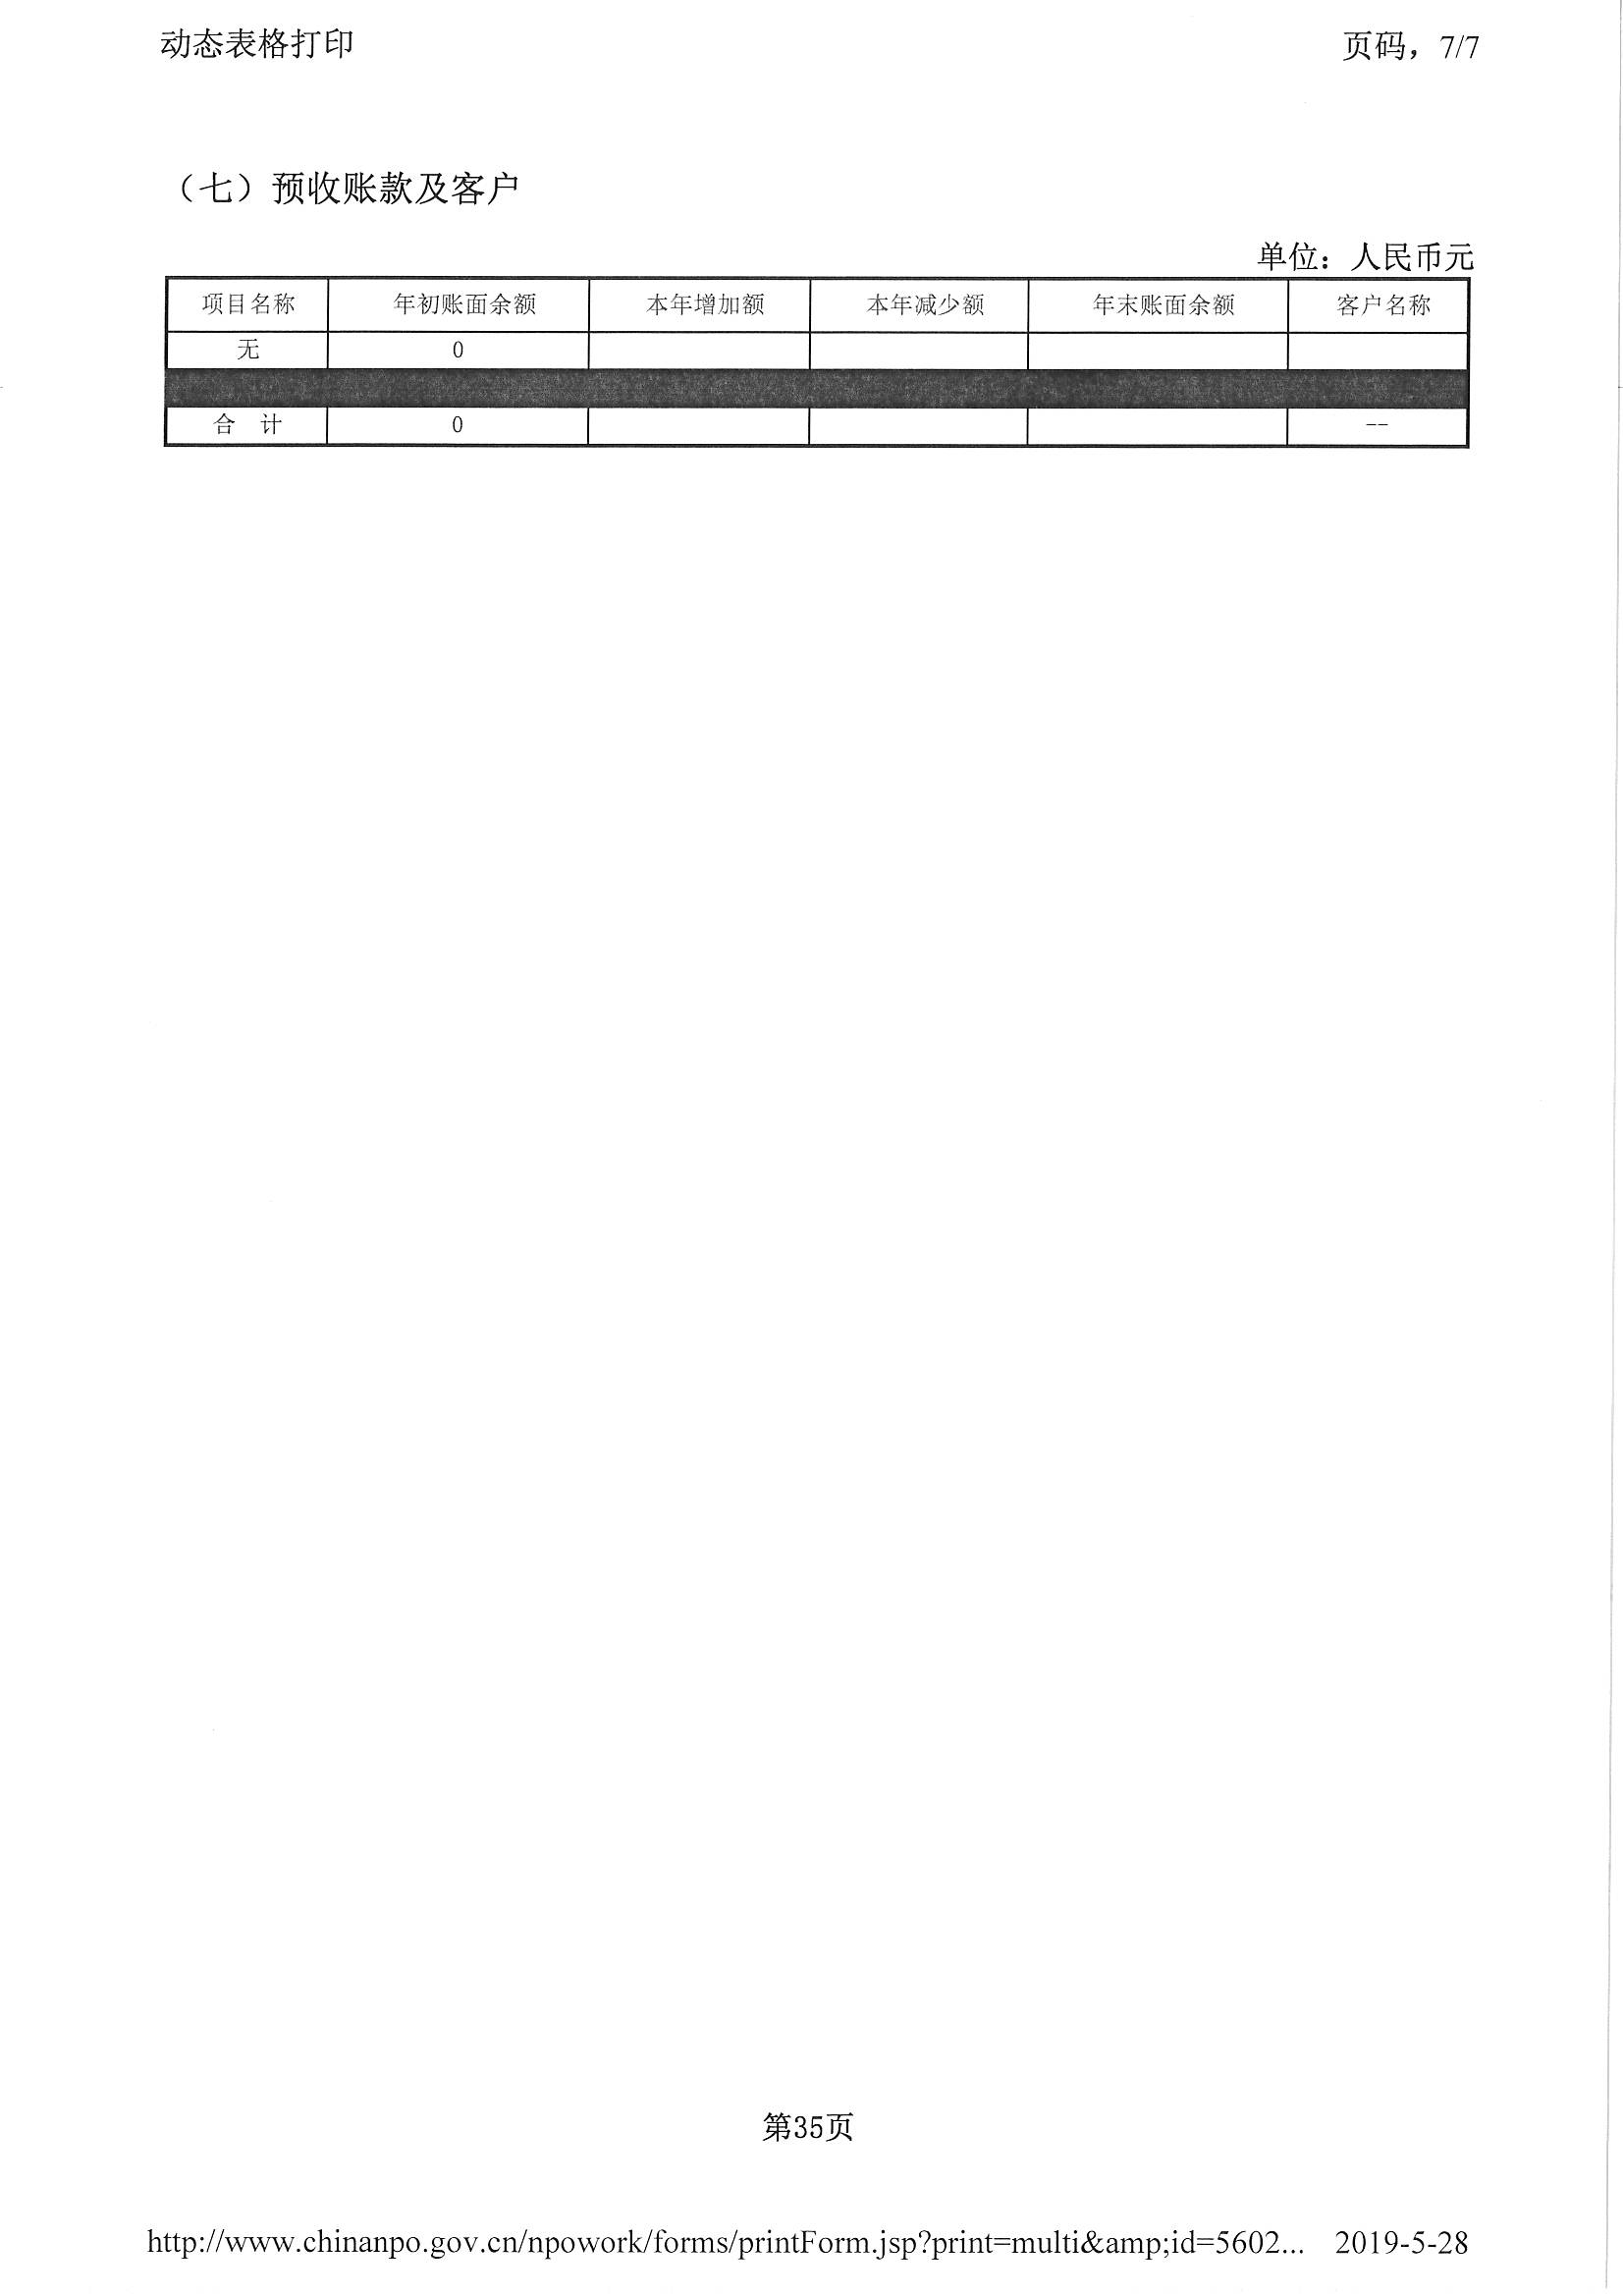 动态表格打印 页码，7/7
（七）预收账款及客户
单位：人民币元
项目名称 年初账面余额 本年增加额 本年减少额 年末账面余额 客户名称
无 0
合 计 0 --
第35页
http://www.chinanpo.gov.cn/npowork/forms/printForm.jsp?print=multi&amp;id=5602... 2019-5-28